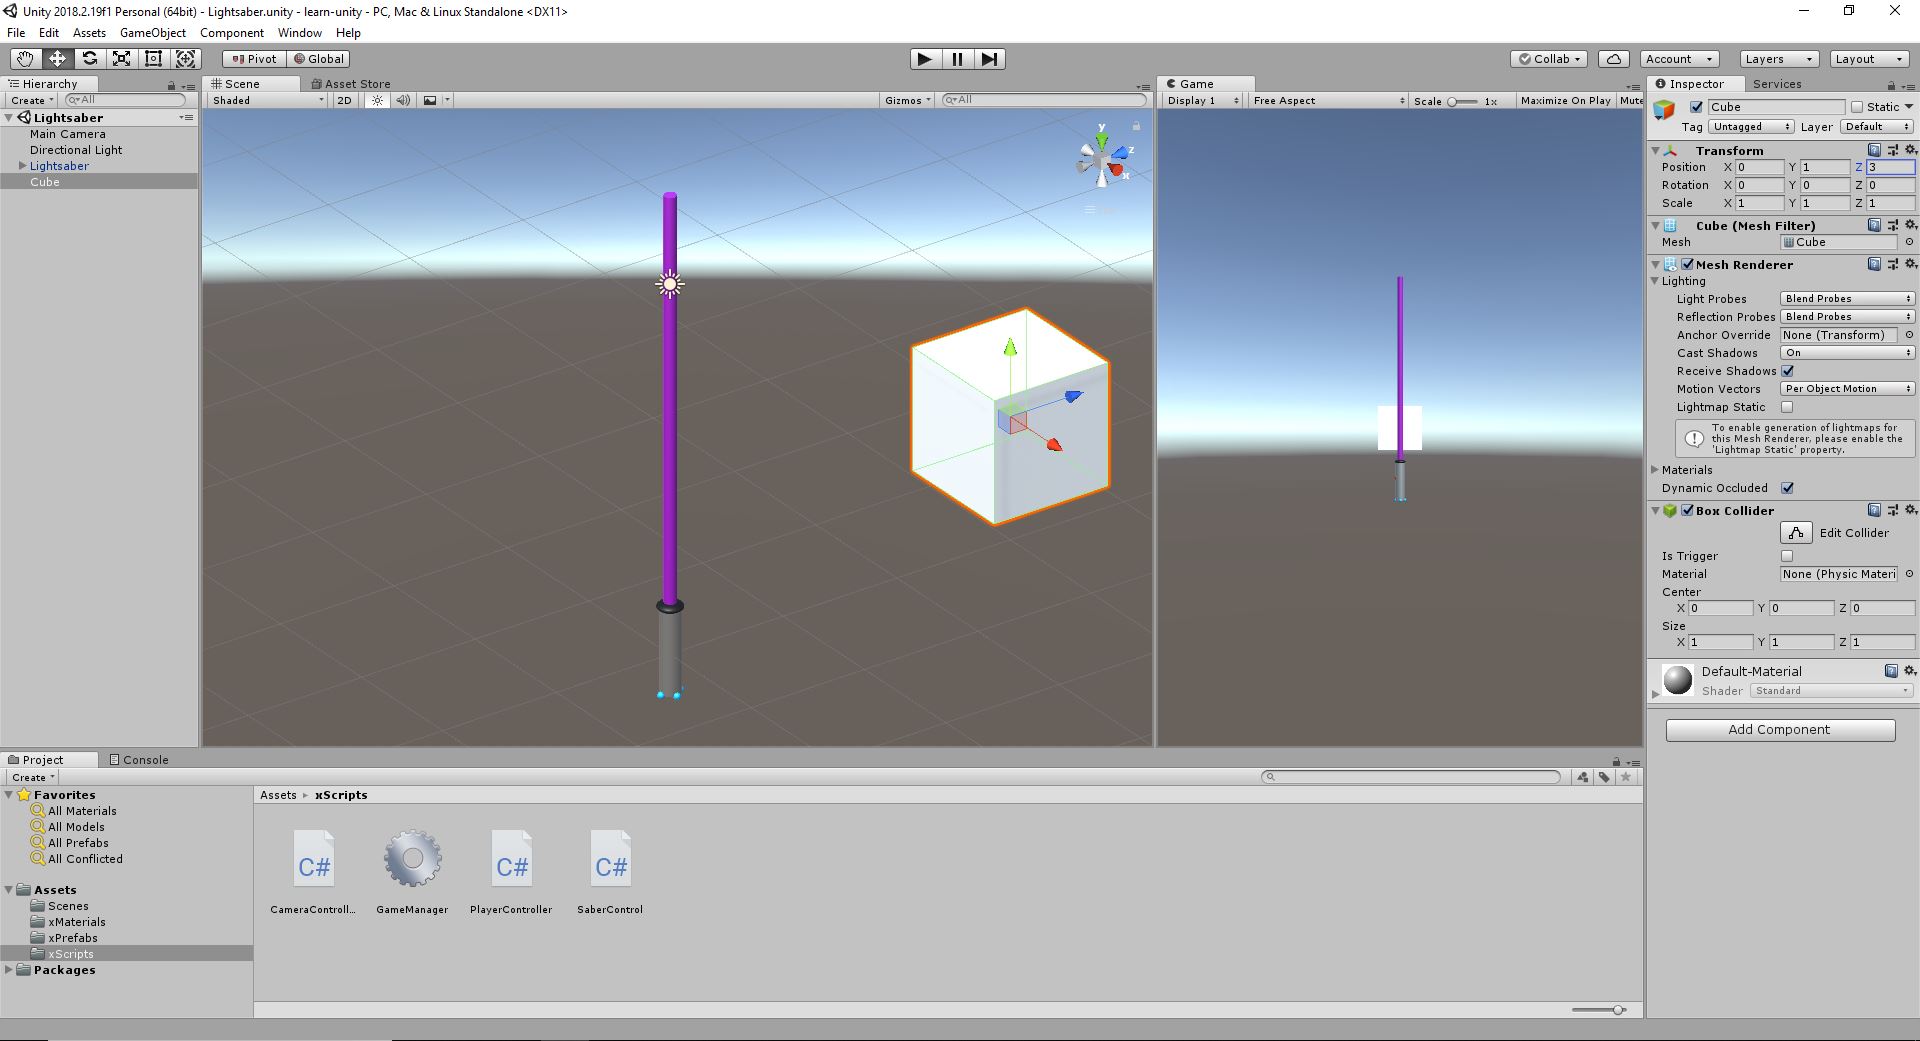 Unity 2018.2.19f1 Personal (64bit) - Lightsaber.unity - learn-unity - PC, Mac & Linux Standalone <DX11>
File Edit Assets GameObject Component Window Help
Pivot Global Collab Account Layers Layout
Hierarchy
Create All
Lightsaber
Main Camera
Directional Light
Lightsaber
Cube
Scene Asset Store
Shaded 2D Gizmos All
y
z
x
Game
Display 1 Free Aspect Scale 1x Maximize On Play Mute
Inspector Services
Cube Static
Tag Untagged Layer Default
Transform
Position X 0 Y 1 Z 3
Rotation X 0 Y 0 Z 0
Scale X 1 Y 1 Z 1
Cube (Mesh Filter)
Mesh Cube
Mesh Renderer
Lighting
Light Probes Blend Probes
Reflection Probes Blend Probes
Anchor Override None (Transform)
Cast Shadows On
Receive Shadows
Motion Vectors Per Object Motion
Lightmap Static
To enable generation of lightmaps for
this Mesh Renderer, please enable the
'Lightmap Static' property.
Materials
Dynamic Occluded
Box Collider
Edit Collider
Is Trigger
Material None (Physic Materi
Center
X 0 Y 0 Z 0
Size
X 1 Y 1 Z 1
Default-Material
Shader Standard
Add Component
Project Console
Create
Favorites
All Materials
All Models
All Prefabs
All Conflicted
Assets
Scenes
xMaterials
xPrefabs
xScripts
Packages
Assets xScripts
C# C# C#
CameraControll... GameManager PlayerController SaberControl